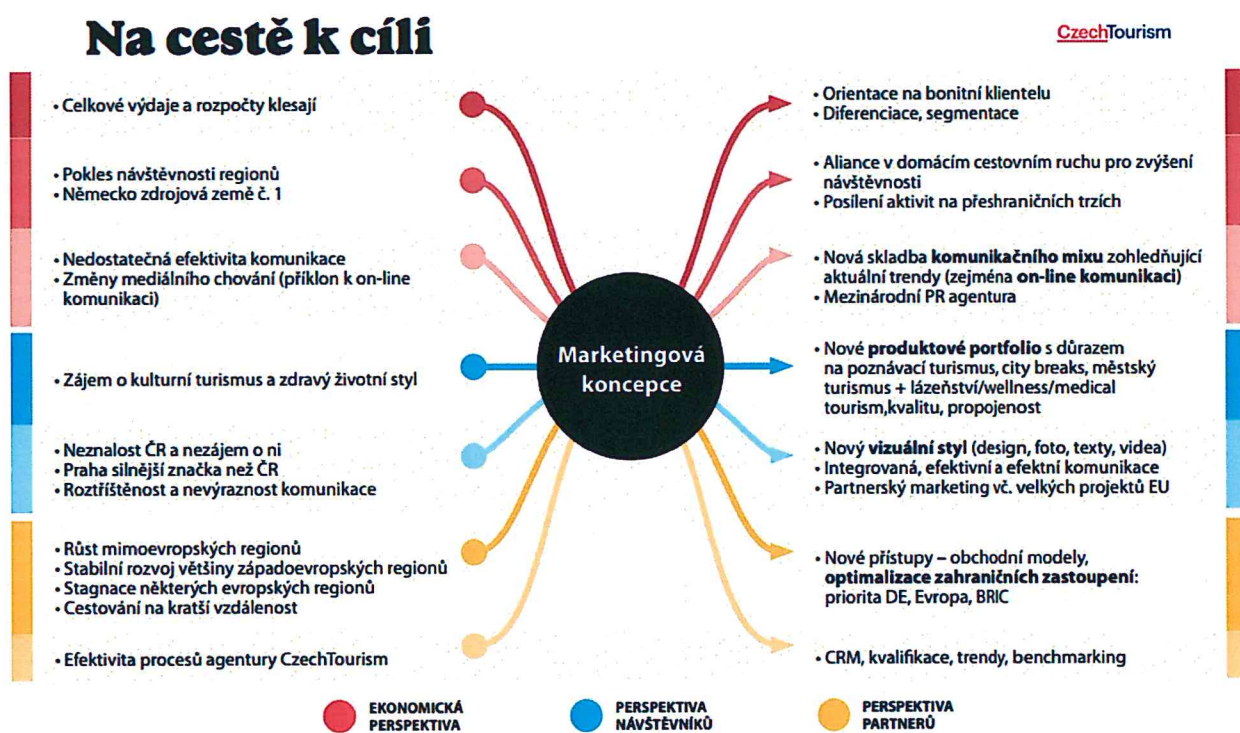 Na cestě k cíli
CzechTourism
• Celkové výdaje a rozpočty klesají
• Pokles návštěvnosti regionů
• Německo zdrojová země č. 1
• Nedostatečná efektivita komunikace
• Změny mediálního chování (příklon k on-line
komunikaci)
• Zájem o kulturní turismus a zdravý životní styl
• Neznalost ČR a nezájem o ni
• Praha silnější značka než ČR
• Roztříštěnost a nevýraznost komunikace
• Růst mimoevropských regionů
• Stabilní rozvoj většiny západoevropských regionů
• Stagnace některých evropských regionů
• Cestování na kratší vzdálenost
• Efektivita procesů agentury CzechTourism
Marketingová
koncepce
• Orientace na bonitní klientelu
• Diferenciace, segmentace
• Aliance v domácím cestovním ruchu pro zvýšení
návštěvnosti
• Posílení aktivit na přeshraničních trzích
• Nová skladba komunikačního mixu zohledňující
aktuální trendy (zejména on-line komunikaci)
• Mezinárodní PR agentura
• Nové produktové portfolio s důrazem
na poznávací turismus, city breaks, městský
turismus + lázeňství/wellness/medical
tourism,kvalitu, propojenost
• Nový vizuální styl (design, foto, texty, videa)
• Integrovaná, efektivní a efektní komunikace
• Partnerský marketing vč. velkých projektů EU
• Nové přístupy – obchodní modely,
optimalizace zahraničních zastoupení:
priorita DE, Evropa, BRIC
• CRM, kvalifikace, trendy, benchmarking
EKONOMICKÁ
PERSPEKTIVA
PERSPEKTIVA
NÁVŠTĚVNÍKŮ
PERSPEKTIVA
PARTNERŮ